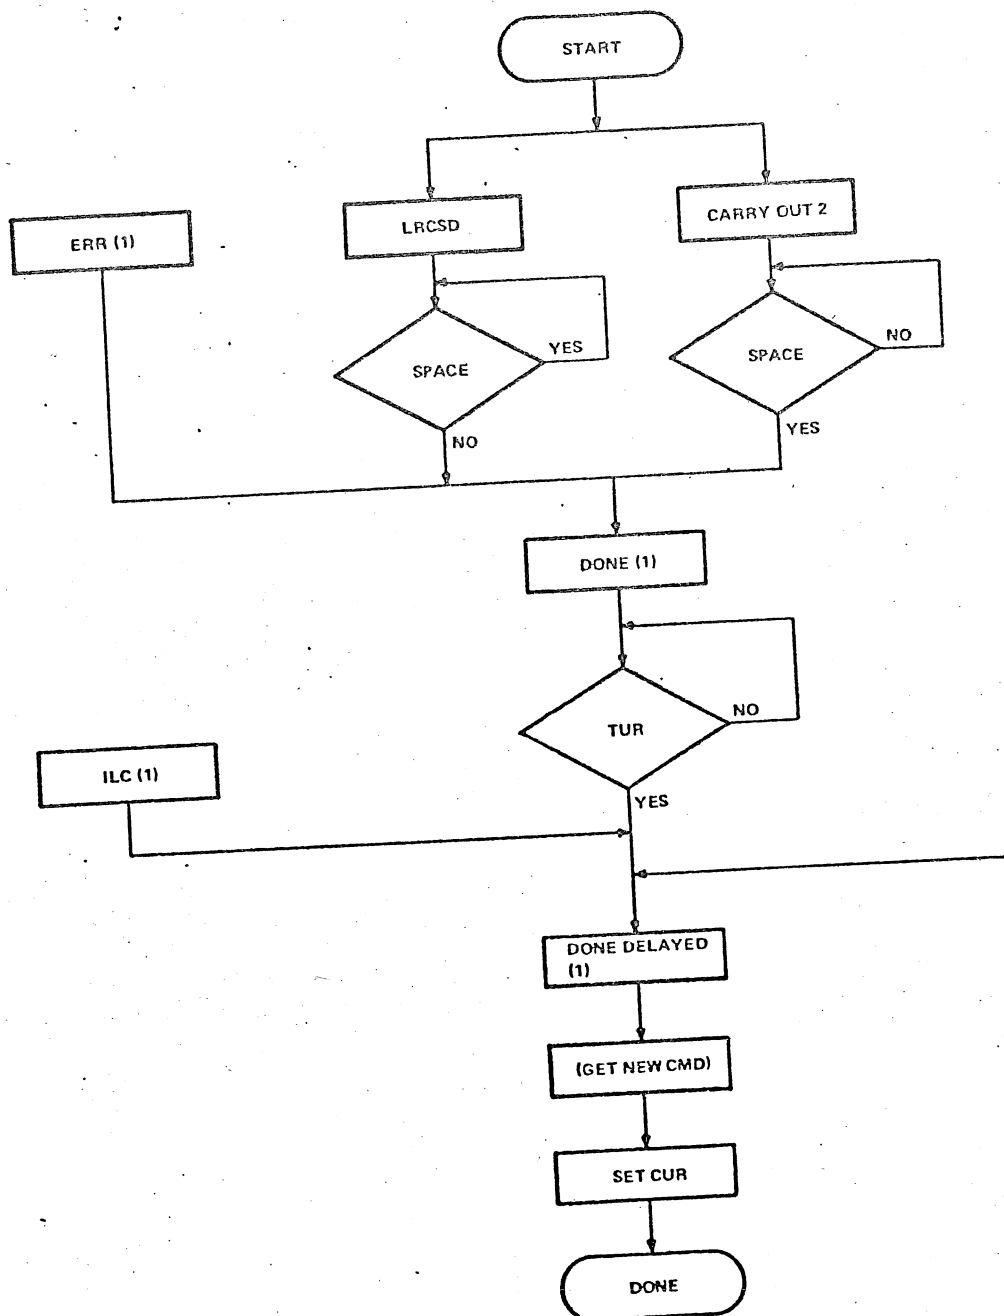 START
LRCSD
CARRY OUT 2
ERR (1)
SPACE
YES
SPACE
NO
NO
YES
DONE (1)
TUR
NO
YES
ILC (1)
DONE DELAYED
(1)
(GET NEW CMD)
SET CUR
DONE